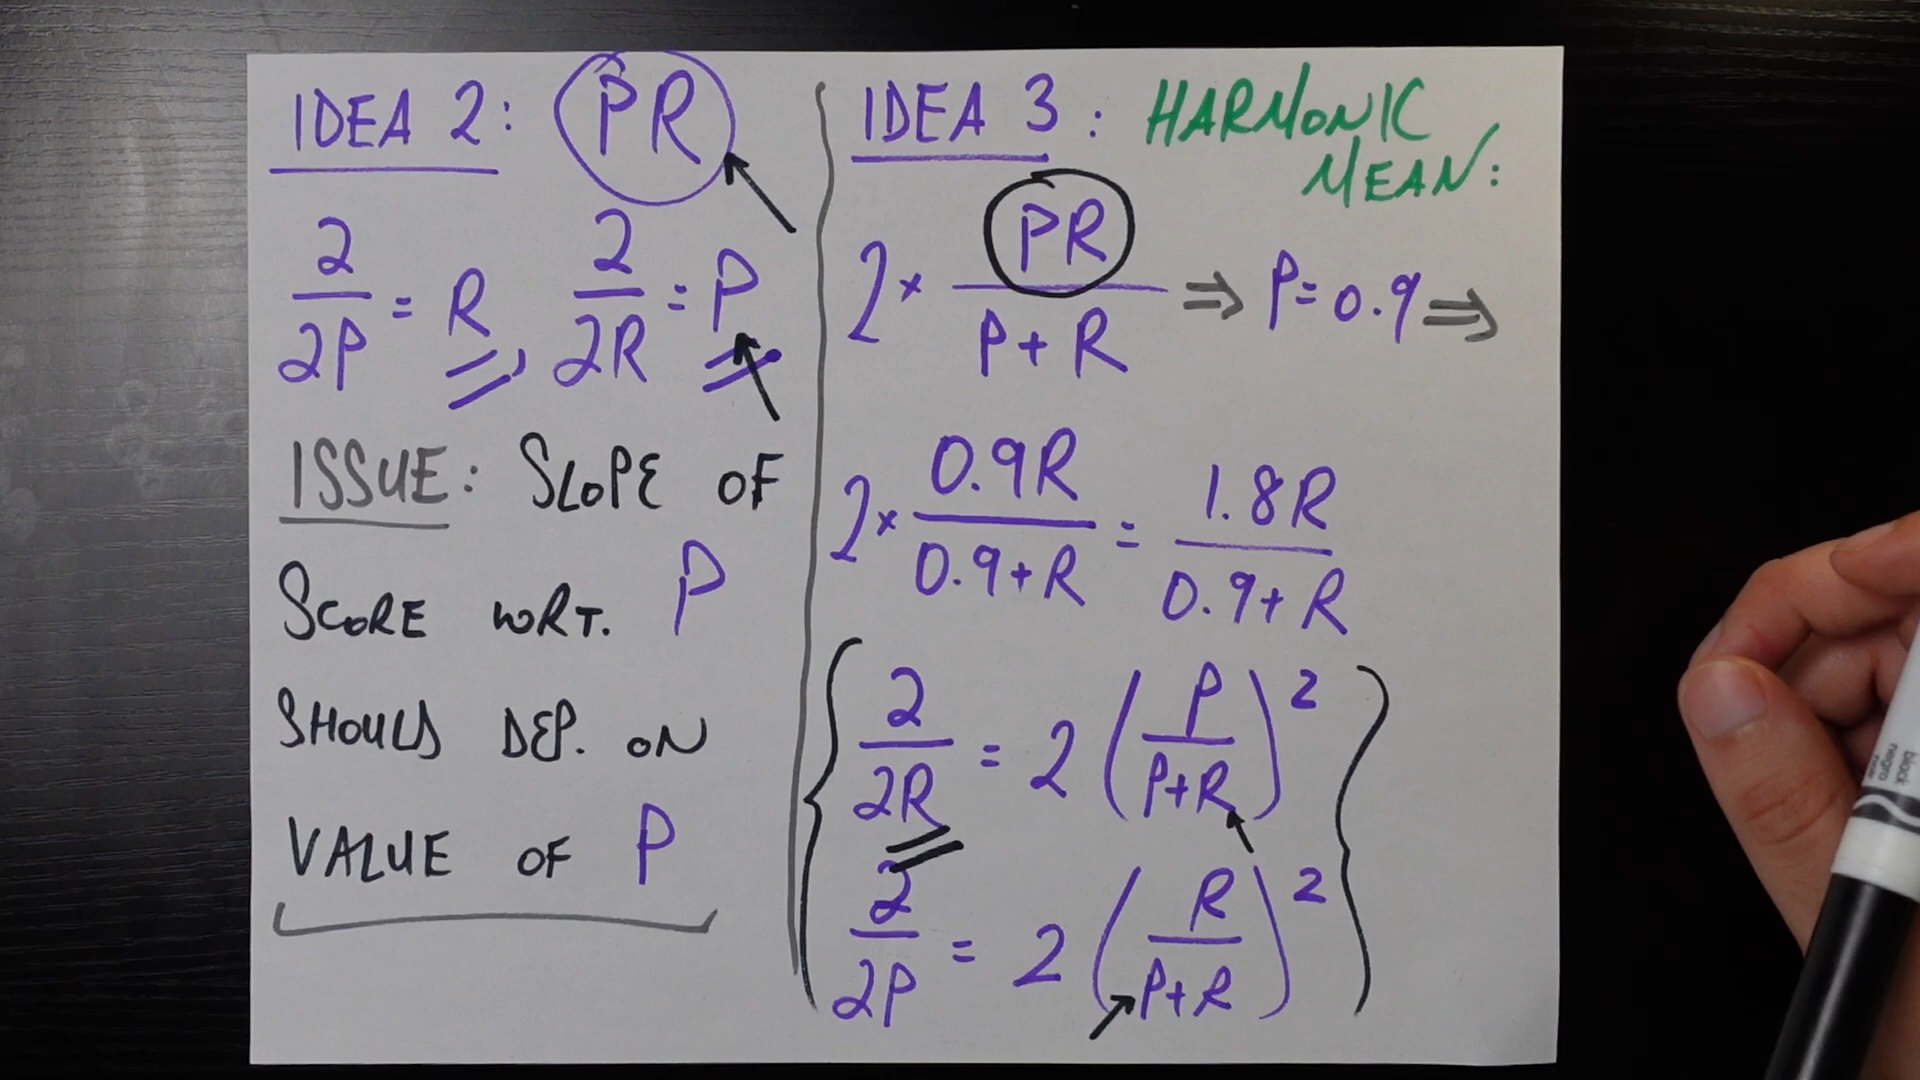 IDEA 2: PR
2/2P = R, 2/2R = P
ISSUE: SLOPE OF
SCORE WRT. P
SHOULD DEP. ON
VALUE OF P
IDEA 3: HARMONIC
MEAN:
2 × PR/P+R ⇒ P=0.9 ⇒
2 × 0.9R/0.9+R = 1.8R/0.9+R
2/2R = 2 (P/P+R)²
2/2P = 2 (R/P+R)²
black
negro